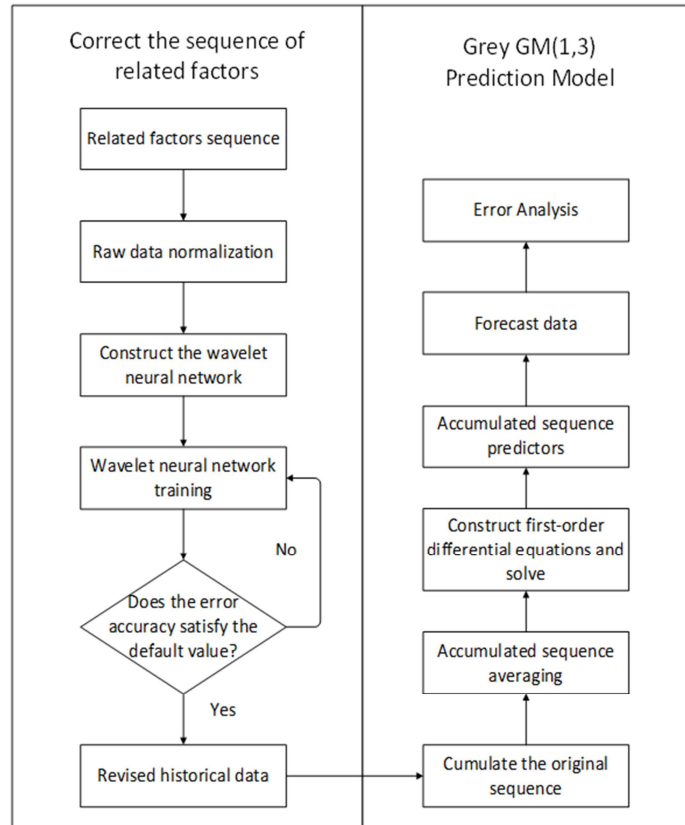 Correct the sequence of
related factors
Related factors sequence
Raw data normalization
Construct the wavelet
neural network
Wavelet neural network
training
No
Does the error
accuracy satisfy the
default value?
Yes
Revised historical data
Grey GM(1,3)
Prediction Model
Error Analysis
Forecast data
Accumulated sequence
predictors
Construct first-order
differential equations and
solve
Accumulated sequence
averaging
Cumulate the original
sequence